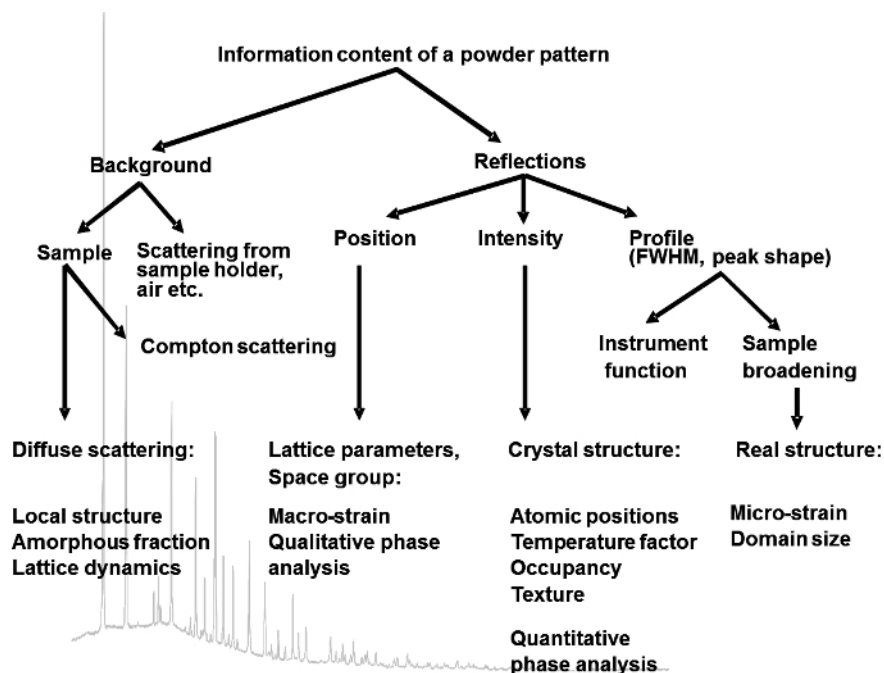 Information content of a powder pattern
Background
Reflections
Sample
Scattering from
sample holder,
air etc.
Position
Intensity
Profile
(FWHM, peak shape)
Compton scattering
Instrument
function
Sample
broadening
Diffuse scattering:
Local structure
Amorphous fraction
Lattice dynamics
Lattice parameters,
Space group:
Macro-strain
Qualitative phase
analysis
Crystal structure:
Atomic positions
Temperature factor
Occupancy
Texture
Quantitative
phase analysis
Real structure:
Micro-strain
Domain size